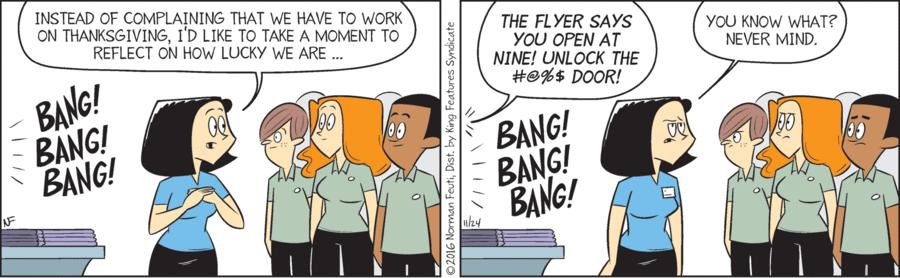 INSTEAD OF COMPLAINING THAT WE HAVE TO WORK
ON THANKSGIVING, I'D LIKE TO TAKE A MOMENT TO
REFLECT ON HOW LUCKY WE ARE ...
BANG!
BANG!
BANG!
NF
©2016 Norman Feuti, Dist. by King Features Syndicate
THE FLYER SAYS
YOU OPEN AT
NINE! UNLOCK THE
#@%$ DOOR!
YOU KNOW WHAT?
NEVER MIND.
BANG!
BANG!
BANG!
11/24